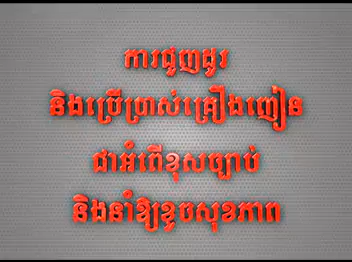 ការជួញដូរ
និងប្រើប្រាស់គ្រឿងញៀន
ជាអំពើខុសច្បាប់
និងនាំឱ្យខូចសុខភាព